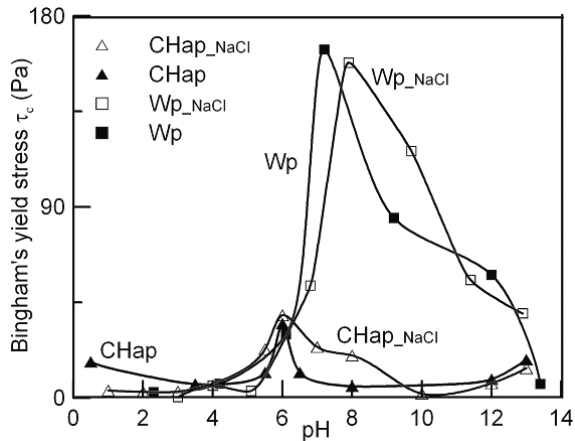 180
90
0
Bingham's yield stress τc (Pa)
CHap_NaCl
CHap
Wp_NaCl
Wp
Wp
Wp_NaCl
CHap
CHap_NaCl
0 2 4 6 8 10 12 14
pH